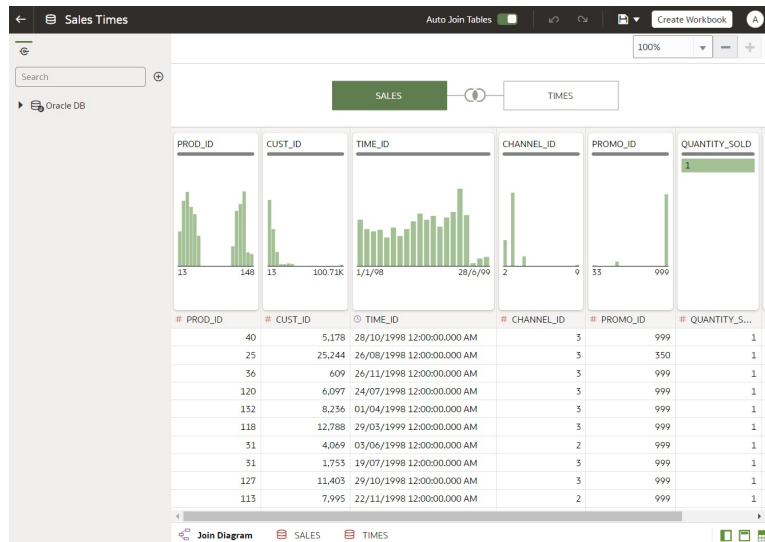 Sales Times
Auto Join Tables
Create Workbook
A
100%
Search
Oracle DB
SALES
TIMES
PROD_ID CUST_ID TIME_ID CHANNEL_ID PROMO_ID QUANTITY_SOLD
1
13 148 13 100.71K 1/1/98 28/6/99 2 9 33 999
# PROD_ID # CUST_ID TIME_ID # CHANNEL_ID # PROMO_ID # QUANTITY_S...
40 5,178 28/10/1998 12:00:00.000 AM 3 999 1
25 25,244 26/08/1998 12:00:00.000 AM 3 350 1
36 609 26/11/1998 12:00:00.000 AM 3 999 1
120 6,097 24/07/1998 12:00:00.000 AM 3 999 1
132 8,236 01/04/1998 12:00:00.000 AM 3 999 1
118 12,788 29/03/1999 12:00:00.000 AM 3 999 1
31 4,069 03/06/1998 12:00:00.000 AM 2 999 1
31 1,753 19/07/1998 12:00:00.000 AM 3 999 1
127 11,403 29/10/1998 12:00:00.000 AM 3 999 1
113 7,995 22/11/1998 12:00:00.000 AM 2 999 1
Join Diagram SALES TIMES